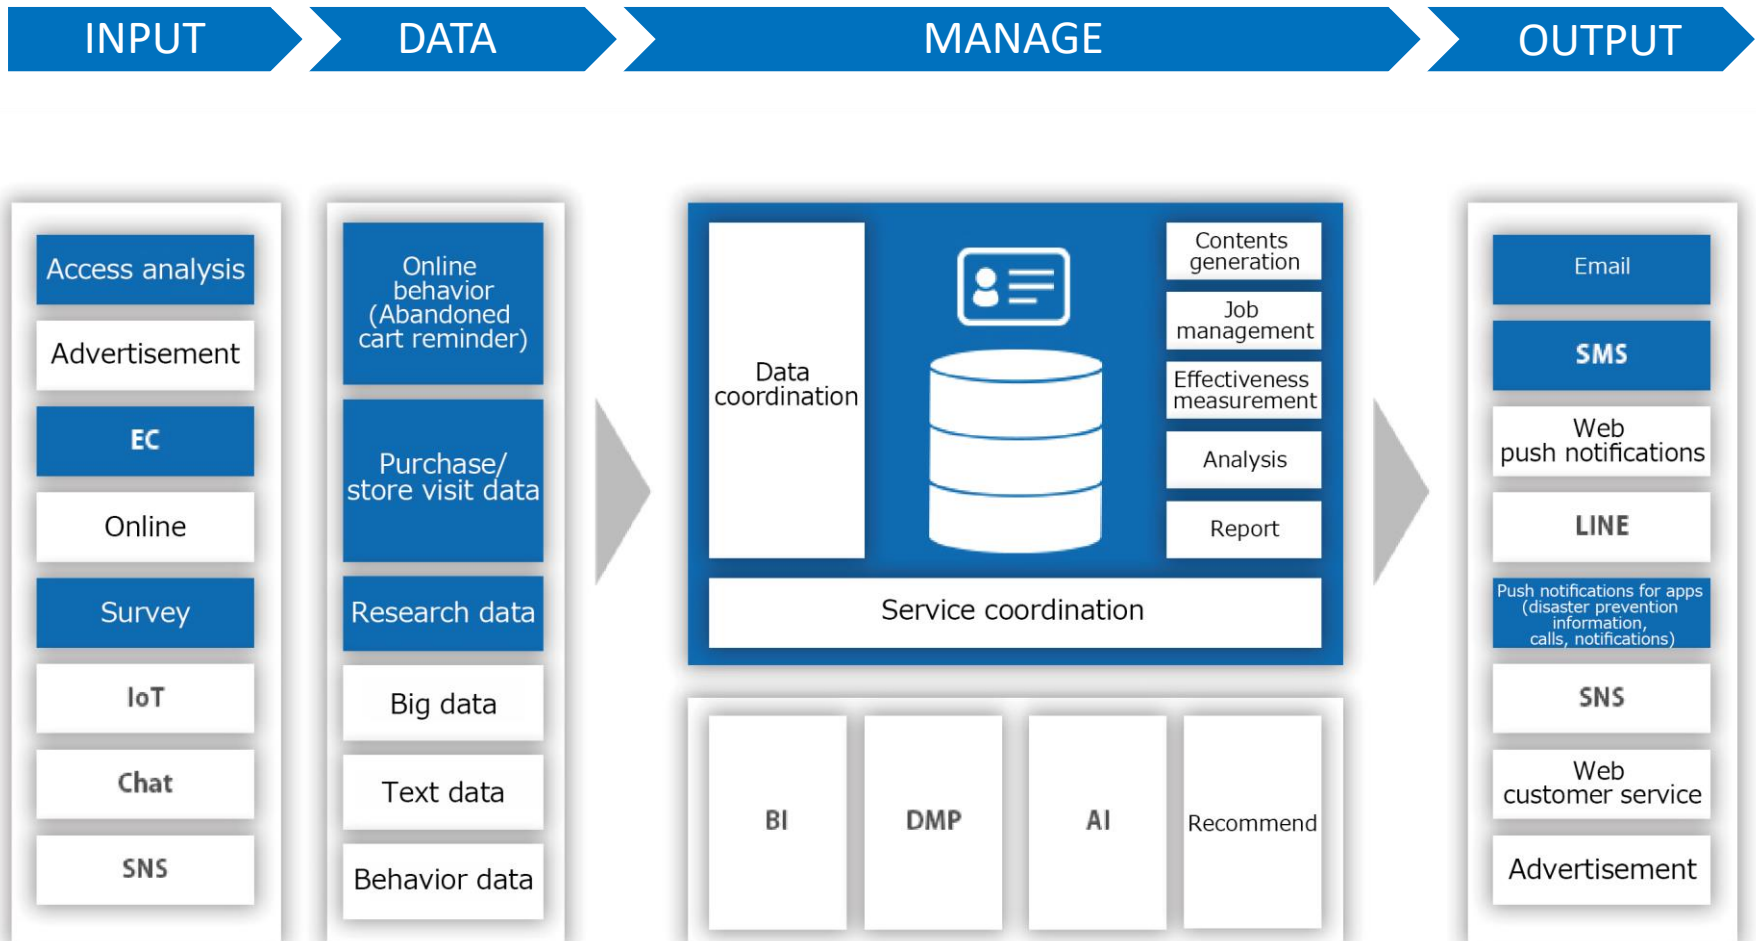 INPUT
DATA
MANAGE
OUTPUT
Access analysis
Advertisement
EC
Online
Survey
IoT
Chat
SNS
Online
behavior
(Abandoned
cart reminder)
Purchase/
store visit data
Research data
Big data
Text data
Behavior data
Data
coordination
Contents
generation
Job
management
Effectiveness
measurement
Analysis
Report
Service coordination
BI
DMP
AI
Recommend
Email
SMS
Web
push notifications
LINE
Push notifications for apps
(disaster prevention
information,
calls, notifications)
SNS
Web
customer service
Advertisement